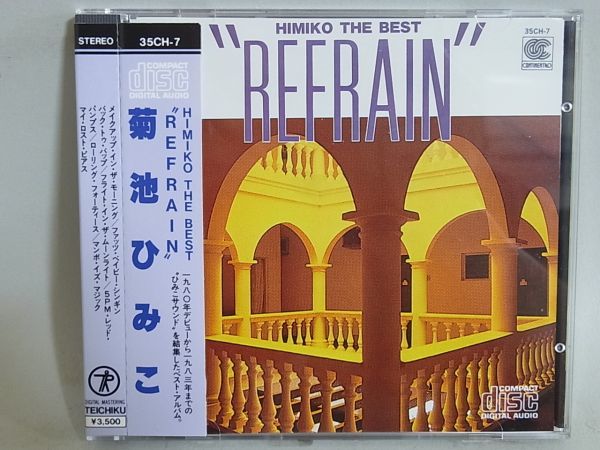 STEREO
35CH-7
COMPACT
disc
DIGITAL AUDIO
HIMIKO THE BEST
"REFRAIN"
菊池ひみこ
一九八〇年デビューから一九八三年までの
"ひみこサウンド"を結集したベスト・アルバム。
メイクアップ・イン・ザ・モーニング/ファッツ・ベイビー・シンギン
バック・トゥ・バップ/フライト・イン・ザ・ムーンライト/5PM・レッド・
パンプス/ローリング・フォーティース/マンボ・イズ・マジック
マイ・ロスト・ピアス
DIGITAL MASTERING
TEICHIKU
¥3,500
HIMIKO THE BEST
"REFRAIN"
35CH-7
CONTINENTAL
COMPACT
disc
DIGITAL AUDIO